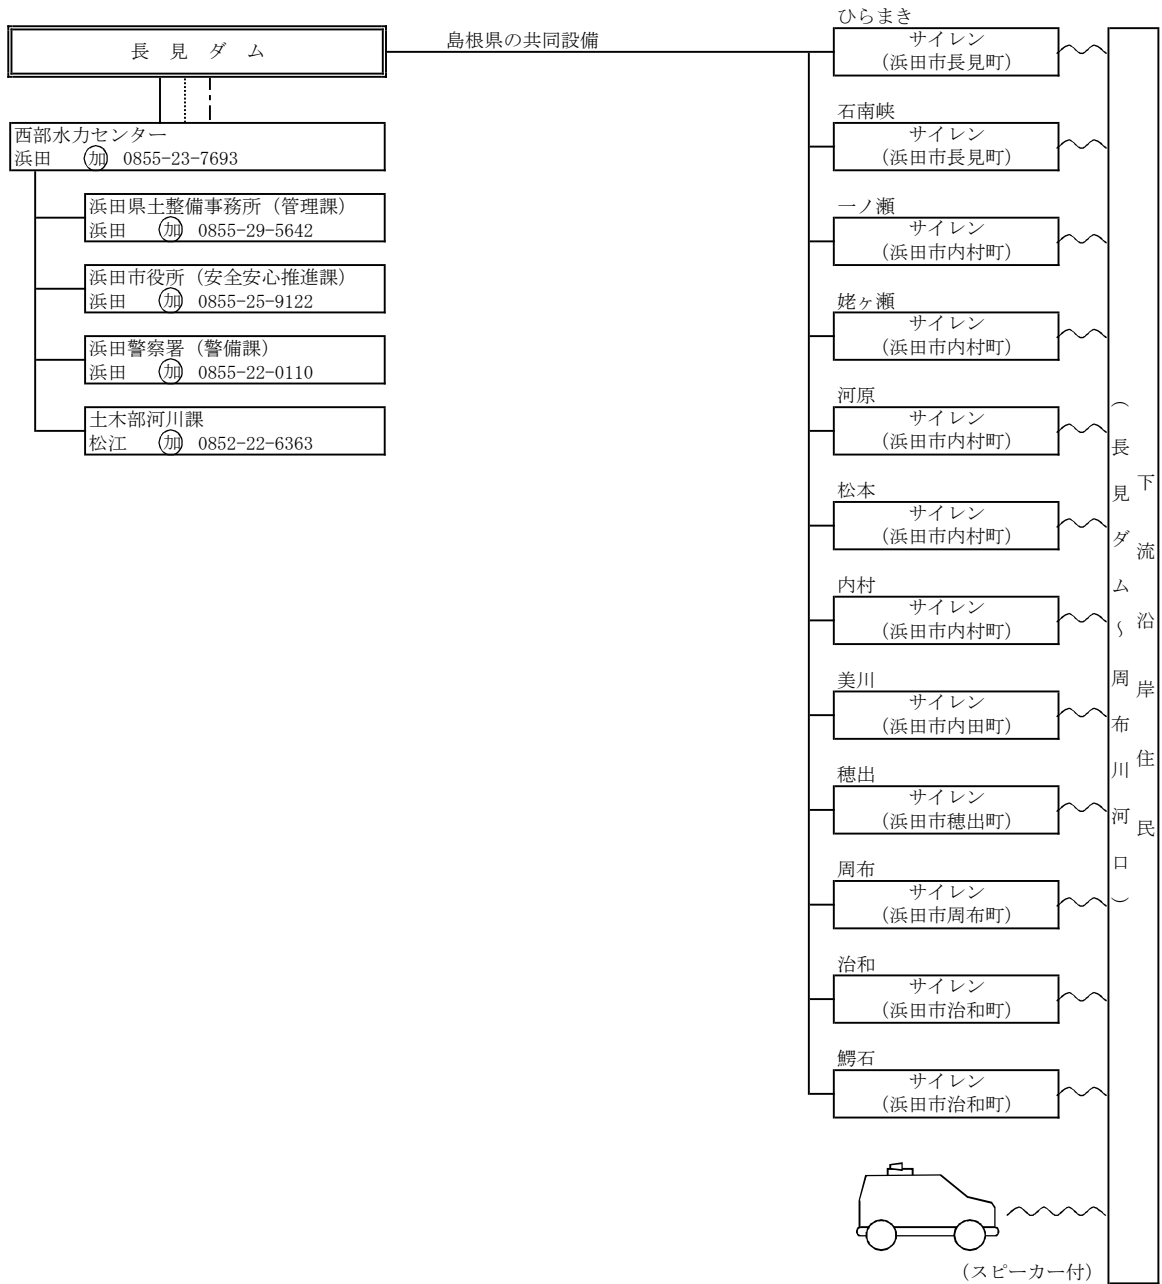 長見ダム
島根県の共同設備
西部水力センター
浜田 ㊗加 0855-23-7693
浜田県土整備事務所（管理課）
浜田 加 0855-29-5642
浜田市役所（安全安心推進課）
浜田 加 0855-25-9122
浜田警察署（警備課）
浜田 加 0855-22-0110
土木部河川課
松江 加 0852-22-6363
ひらまき
サイレン
（浜田市長見町）
石南峡
サイレン
（浜田市長見町）
一ノ瀬
サイレン
（浜田市内村町）
姥ヶ瀬
サイレン
（浜田市内村町）
河原
サイレン
（浜田市内村町）
松本
サイレン
（浜田市内村町）
内村
サイレン
（浜田市内村町）
美川
サイレン
（浜田市内田町）
穂出
サイレン
（浜田市穂出町）
周布
サイレン
（浜田市周布町）
治和
サイレン
（浜田市治和町）
鰐石
サイレン
（浜田市治和町）
（スピーカー付）
下流沿岸住民
（長見ダム～周布川河口）